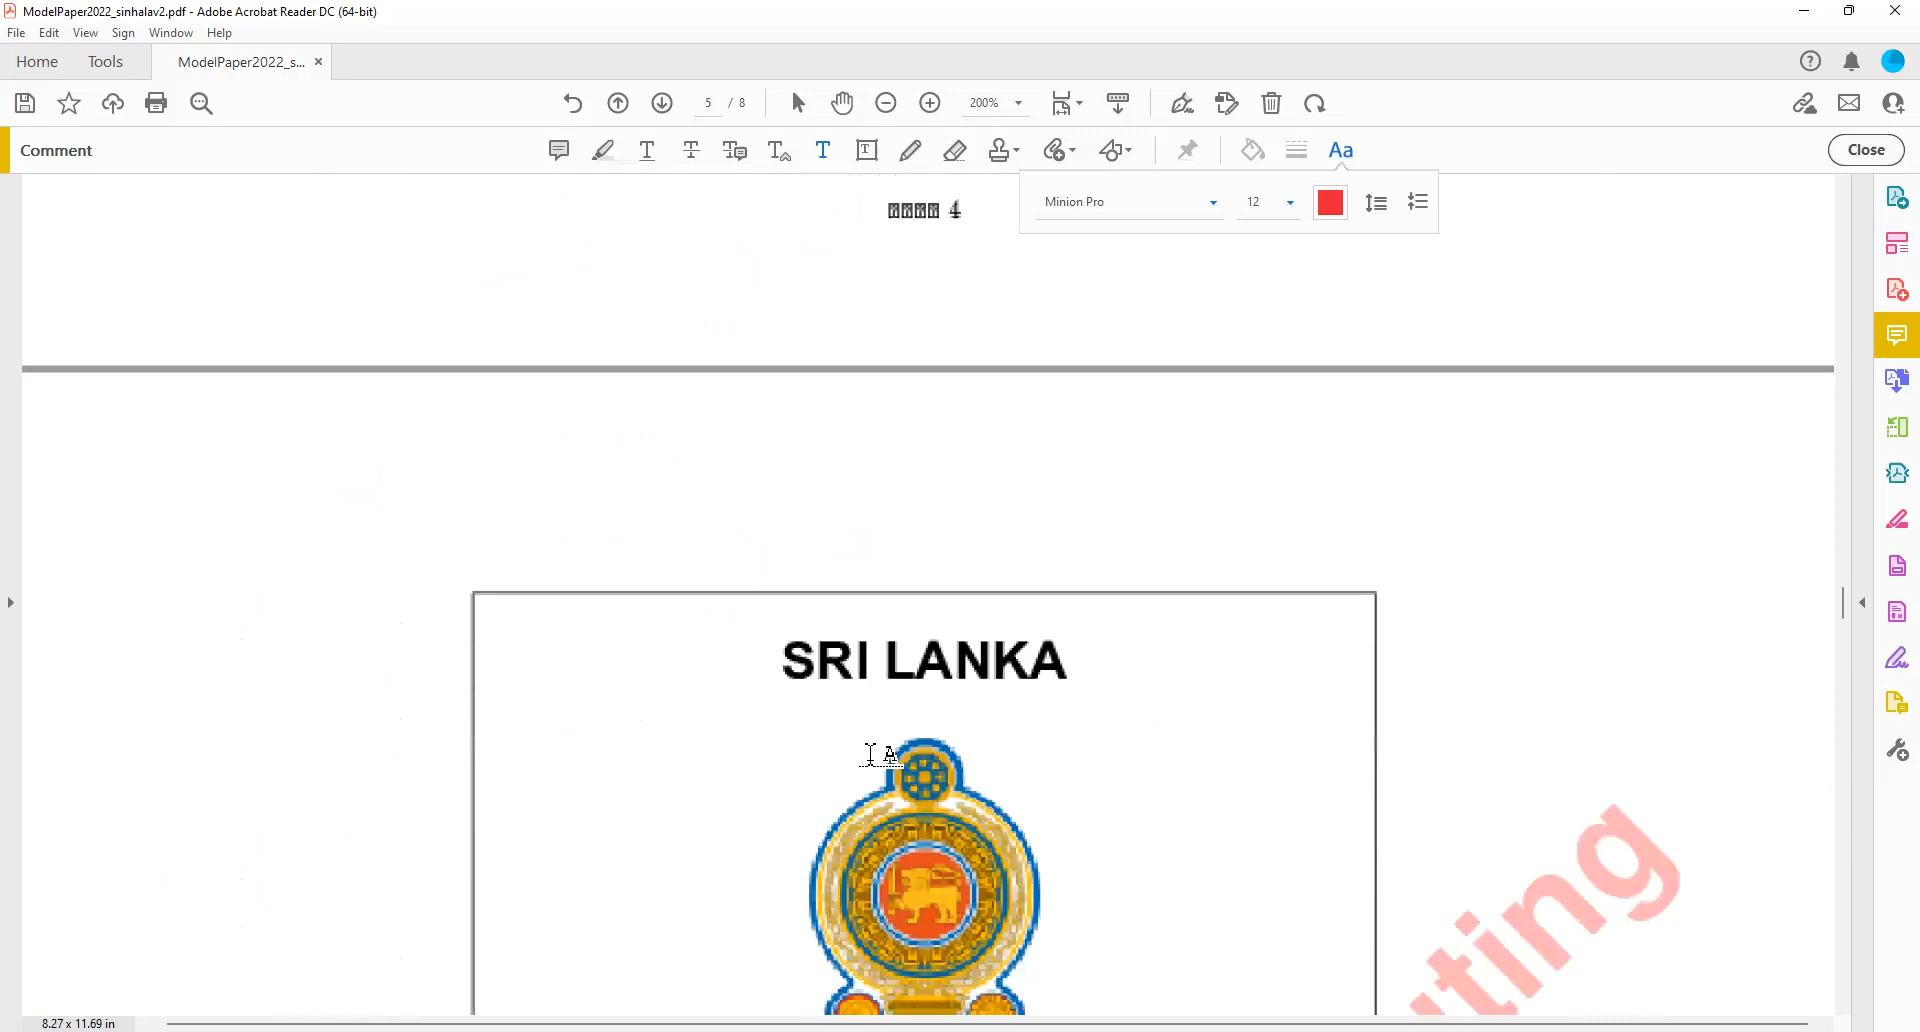 ModelPaper2022_sinhalav2.pdf - Adobe Acrobat Reader DC (64-bit)
File Edit View Sign Window Help
Home Tools ModelPaper2022_s...
5 / 8 200%
Comment Close
Minion Pro 12
4
SRI LANKA
ting
8.27 x 11.69 in